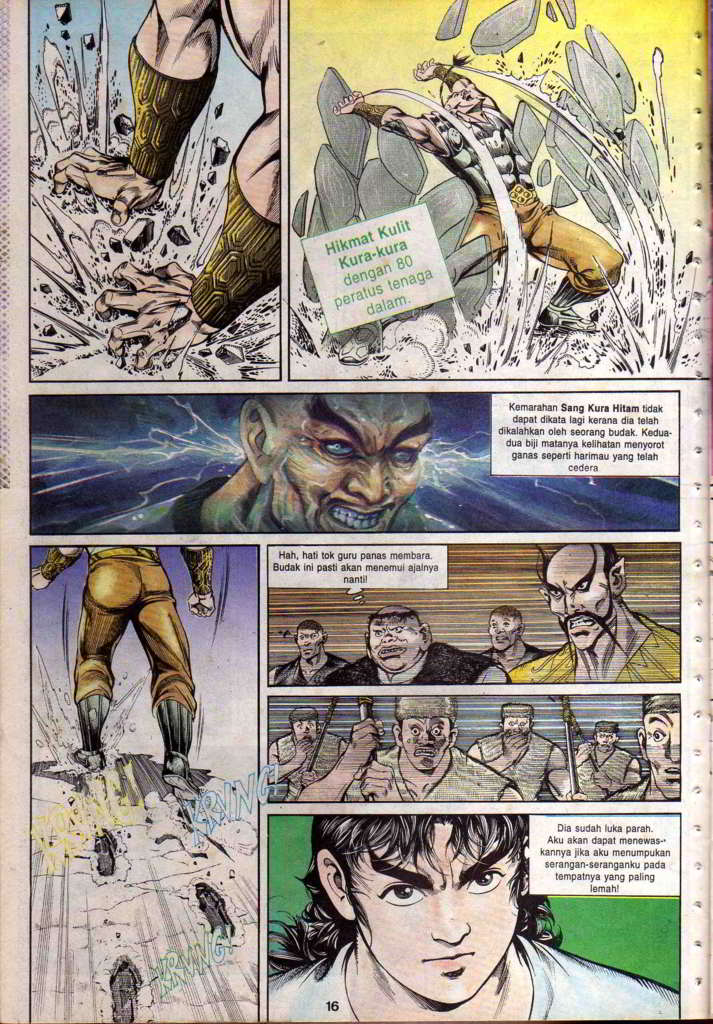 Hikmat Kulit
Kura-kura
dengan 80
peratus tenaga
dalam.
Kemarahan Sang Kura Hitam tidak
dapat dikata lagi kerana dia telah
dikalahkan oleh seorang budak. Kedua-
dua biji matanya kelihatan menyorot
ganas seperti harimau yang telah
cedera
Hah, hati tok guru panas membara.
Budak ini pasti akan menemui ajalnya
nanti!
KRNING!
KRNING!
Dia sudah luka parah.
Aku akan dapat menewas-
kannya jika aku menumpukan
serangan-seranganku pada
tempatnya yang paling
lemah!
16